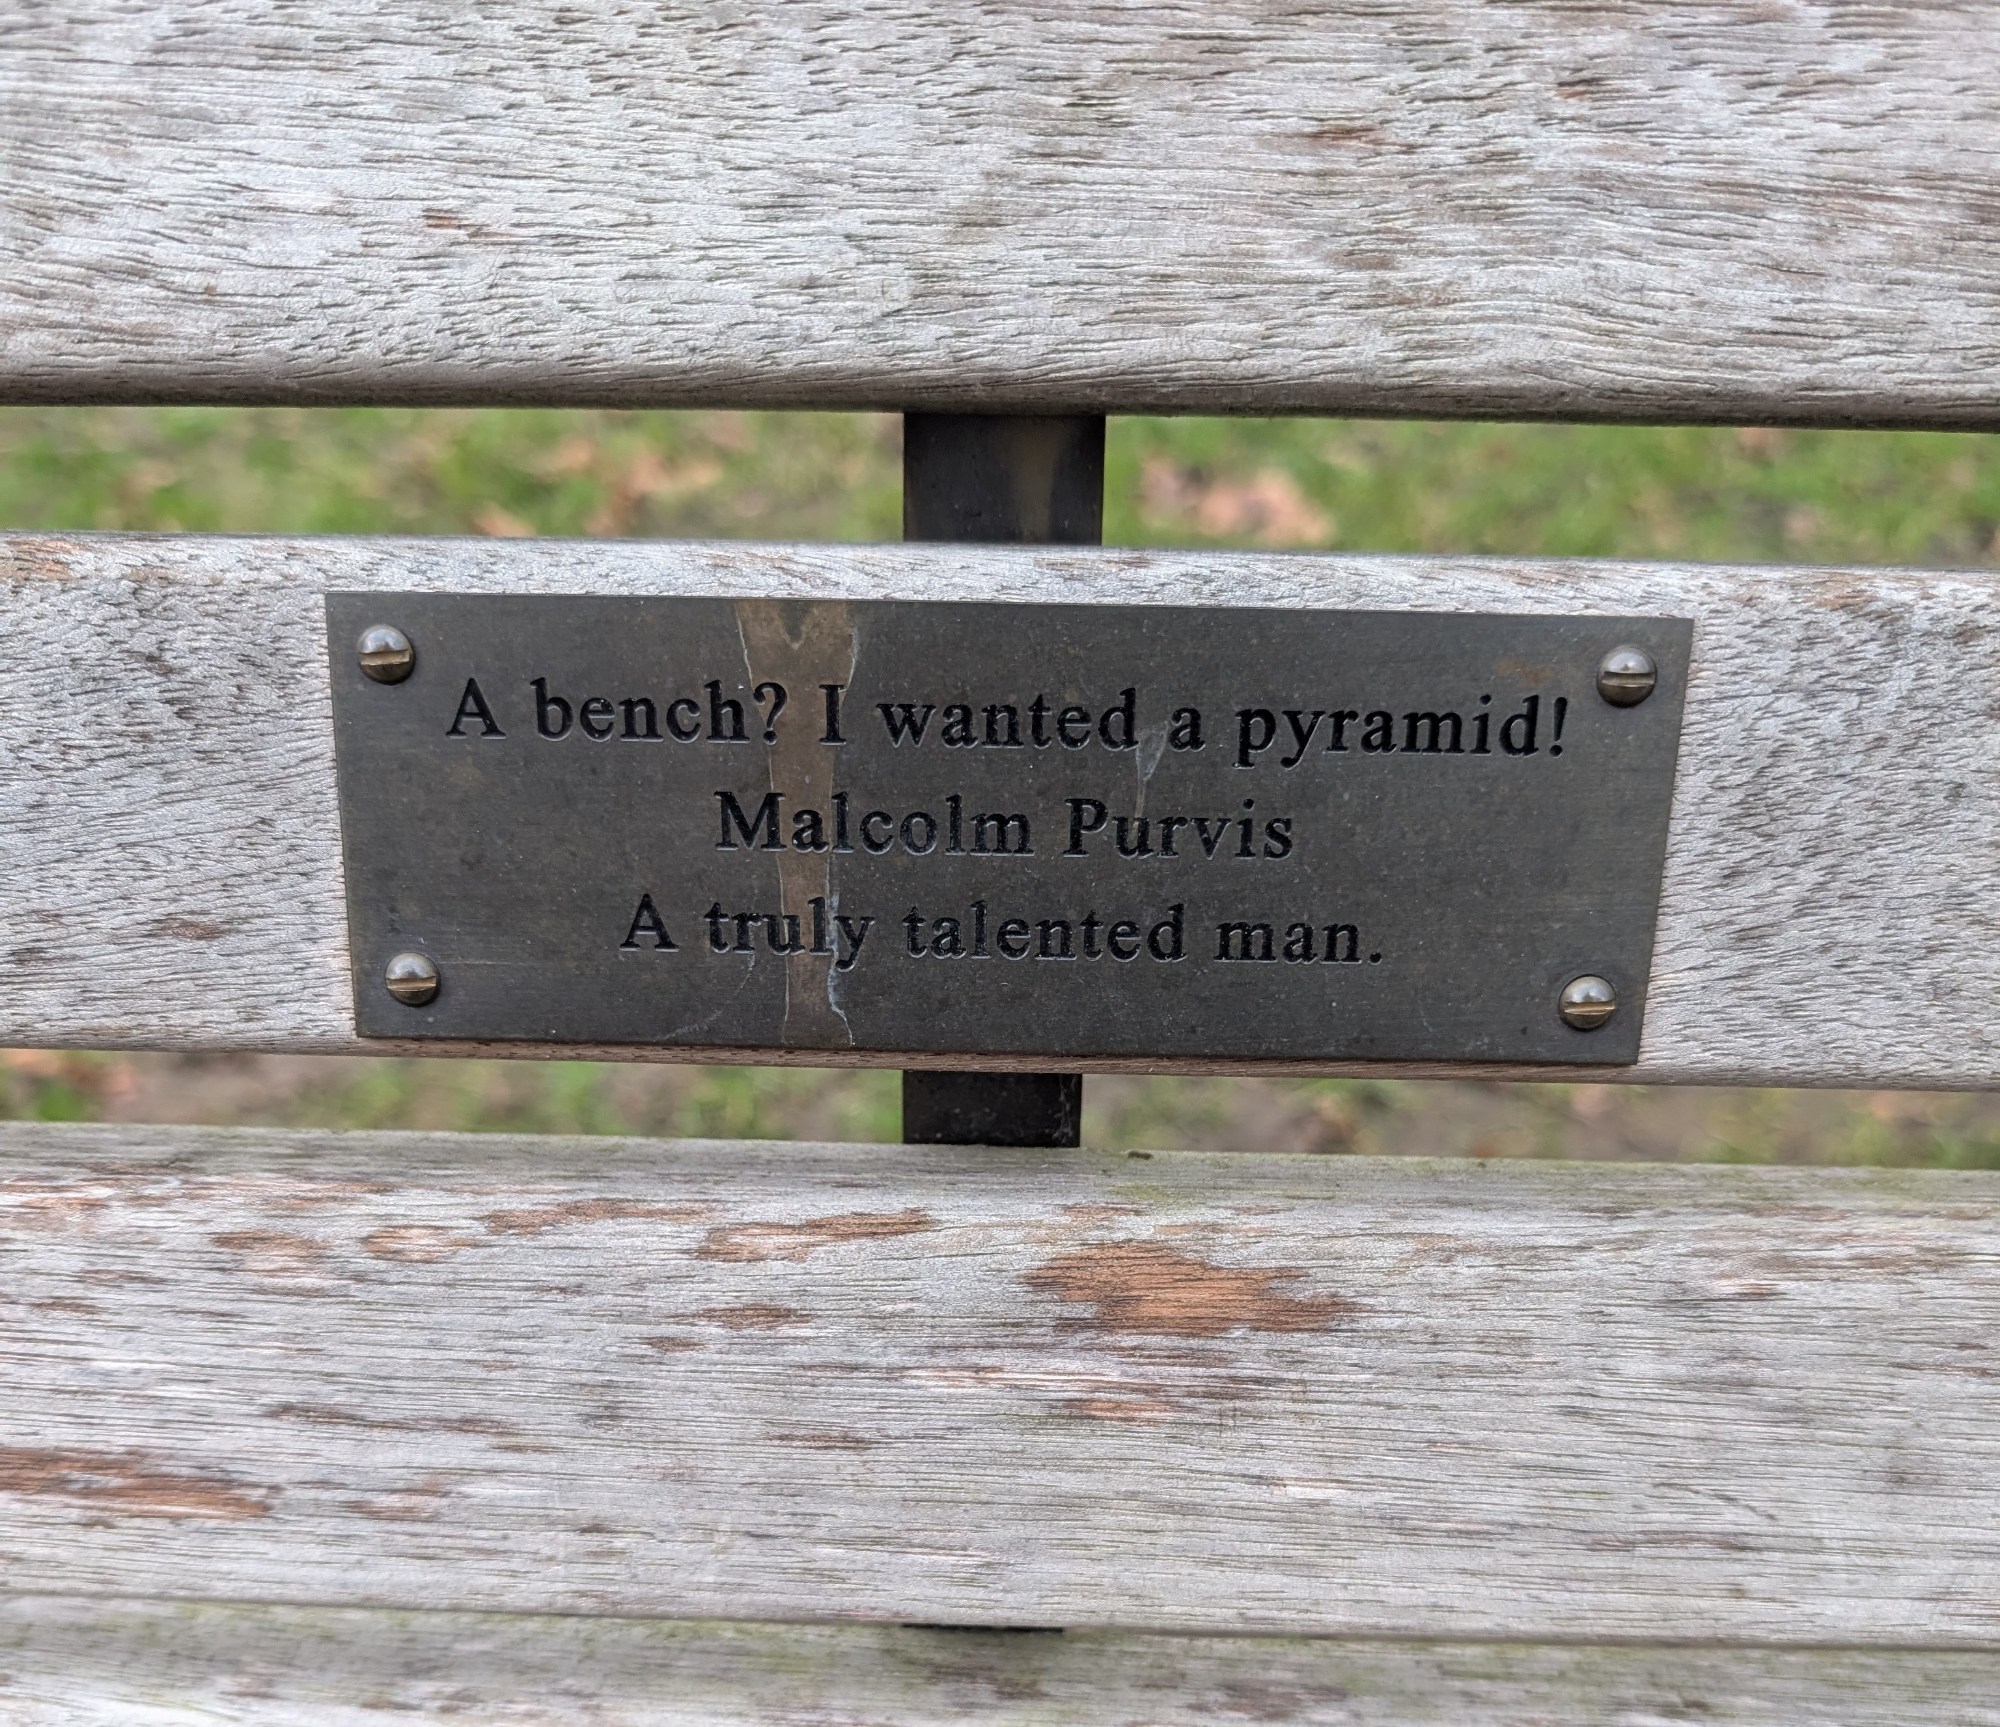 A bench? I wanted a pyramid!
Malcolm Purvis
A truly talented man.